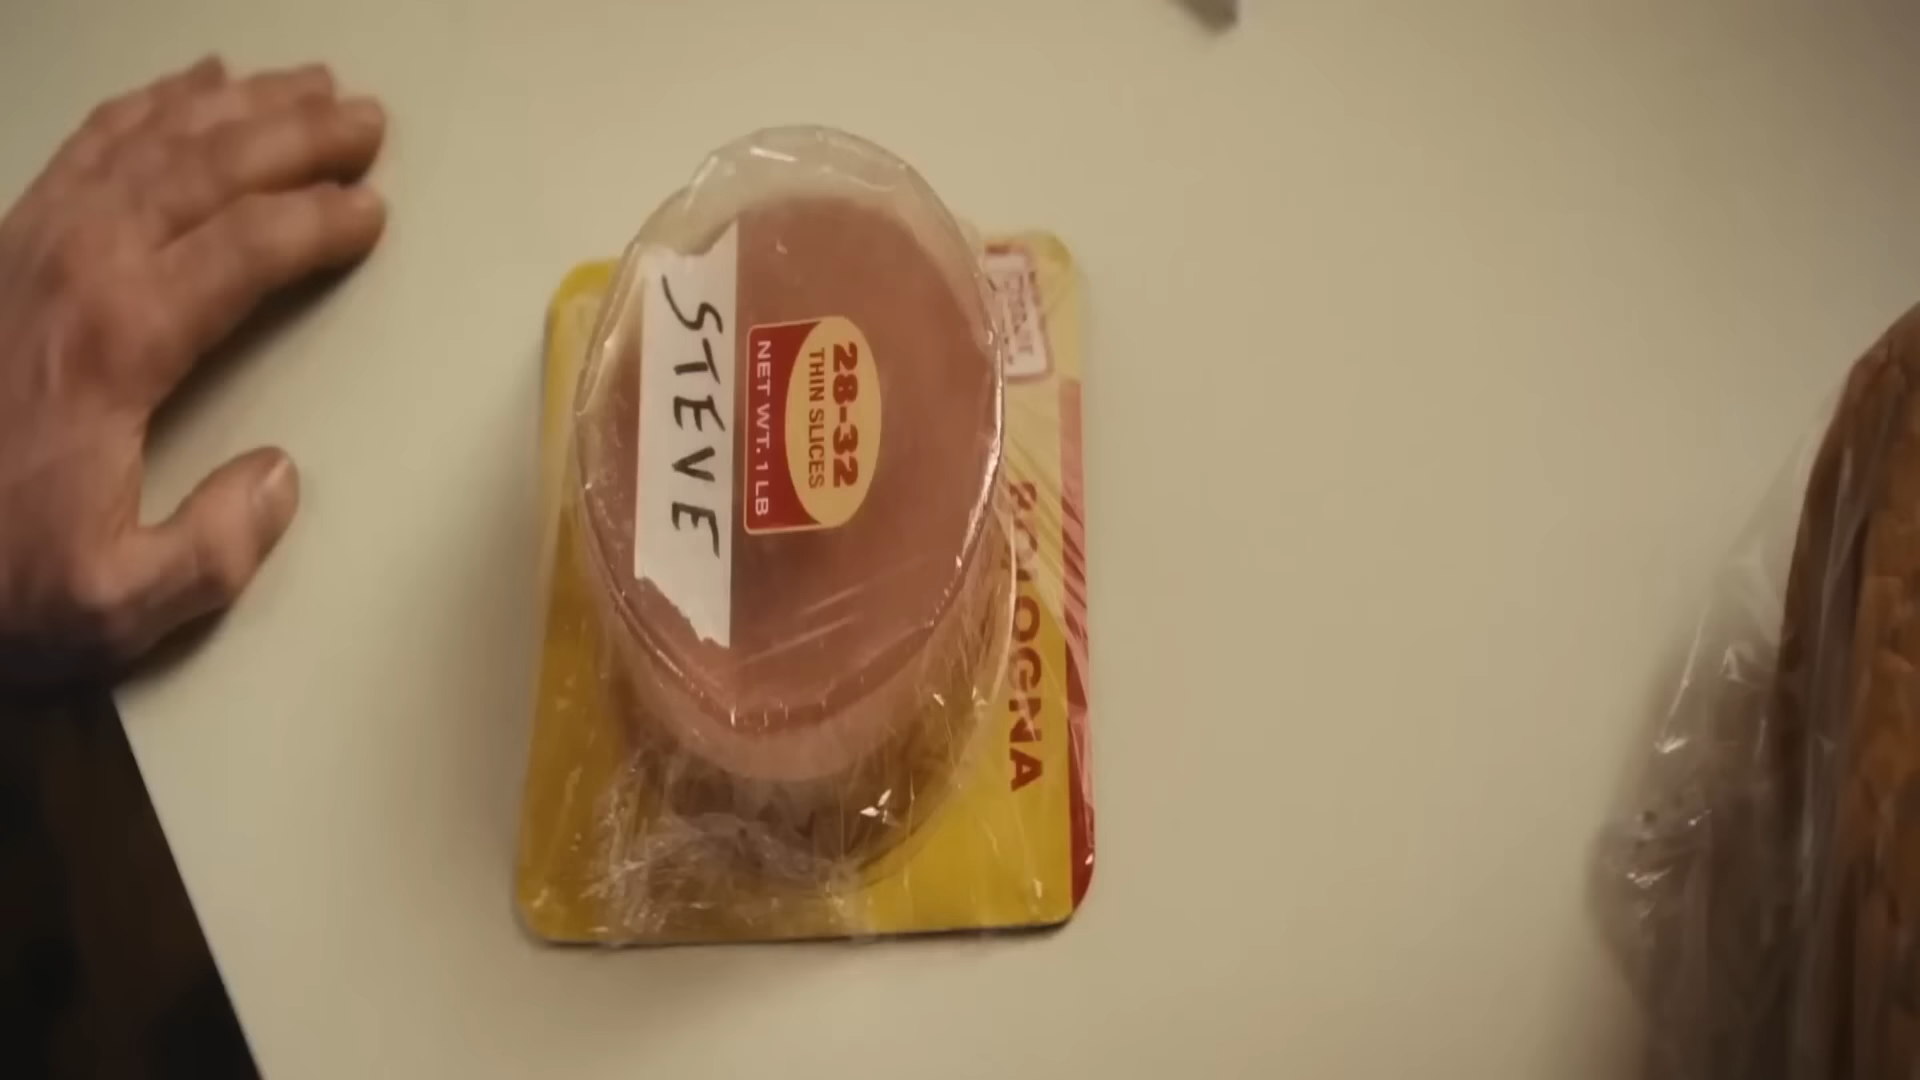 STEVE
28-32
THIN SLICES
NET WT. 1 LB
BOLOGNA